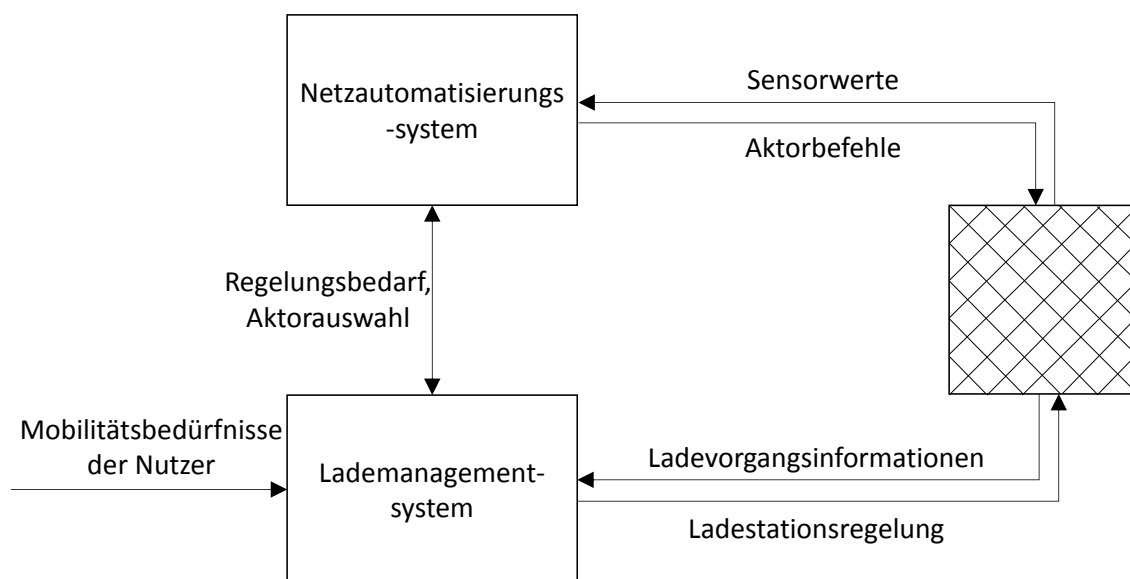 Netzautomatisierungs
-system
Sensorwerte
Aktorbefehle
Regelungsbedarf,
Aktorauswahl
Mobilitätsbedürfnisse
der Nutzer
Lademanagement-
system
Ladevorgangsinformationen
Ladestationsregelung